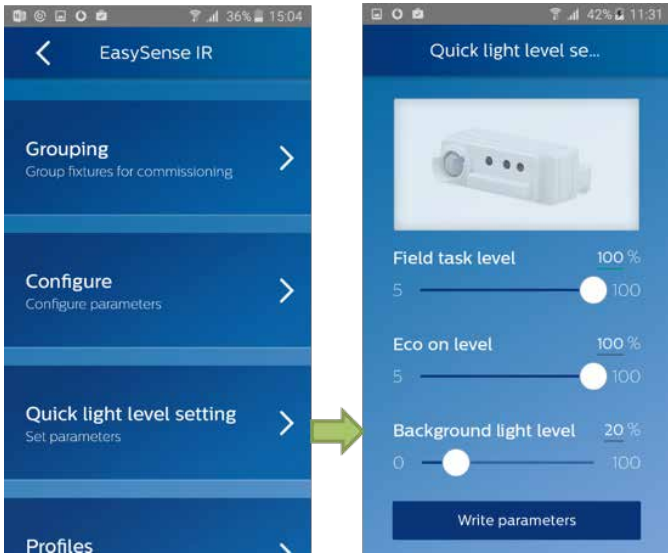 36% 15:04
EasySense IR
Grouping
Group fixtures for commissioning
Configure
Configure parameters
Quick light level setting
Set parameters
Profiles
42% 11:31
Quick light level se...
Field task level 100 %
5 100
Eco on level 100 %
5 100
Background light level 20 %
0 100
Write parameters